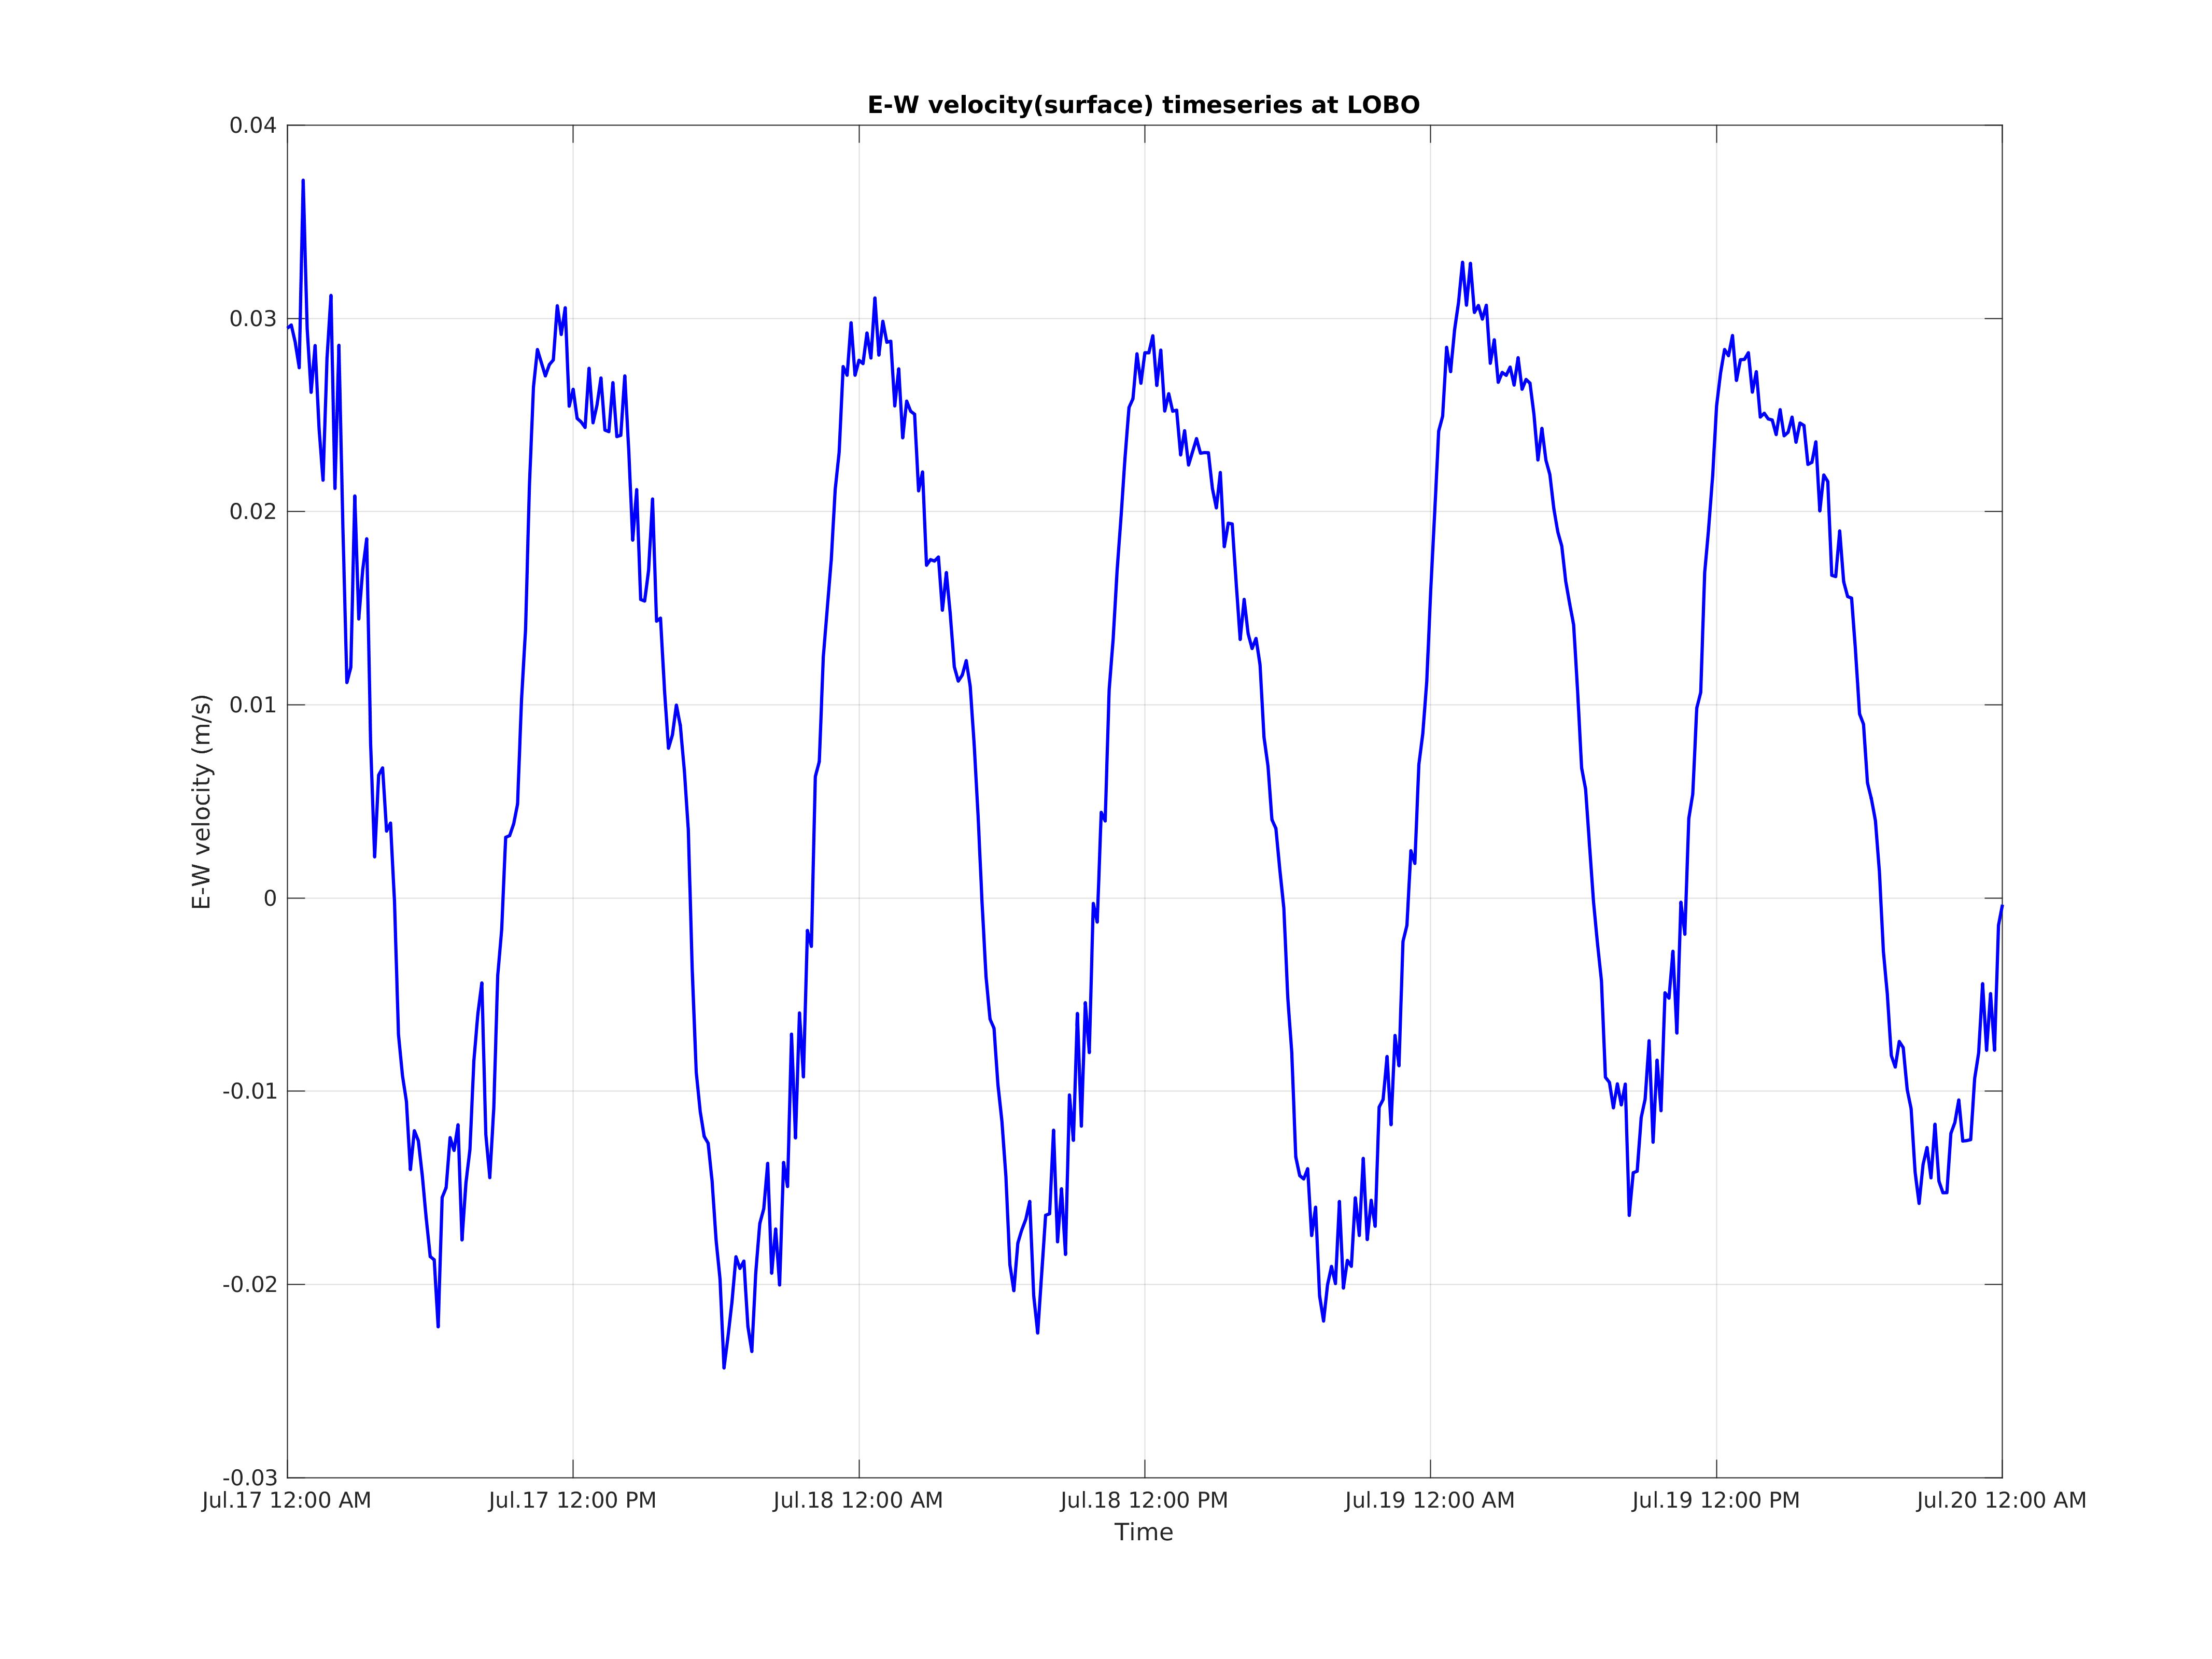 E-W velocity(surface) timeseries at LOBO
0.04
0.03
0.02
0.01
0
-0.01
-0.02
-0.03
E-W velocity (m/s)
Jul.17 12:00 AM
Jul.17 12:00 PM
Jul.18 12:00 AM
Jul.18 12:00 PM
Jul.19 12:00 AM
Jul.19 12:00 PM
Jul.20 12:00 AM
Time